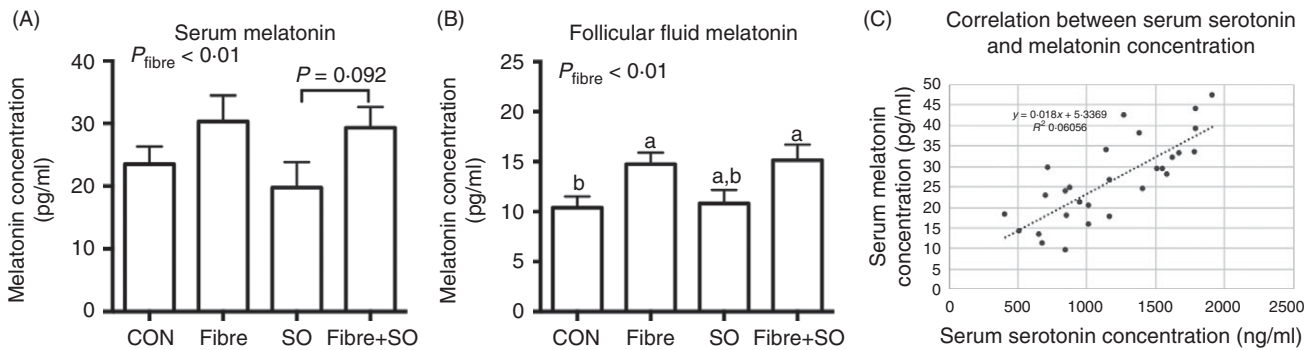 (A)
Serum melatonin
P fibre < 0·01
P = 0·092
Melatonin concentration
(pg/ml)
40
30
20
10
0
CON Fibre SO Fibre+SO
(B)
Follicular fluid melatonin
P fibre < 0·01
Melatonin concentration
(pg/ml)
25
20
15
10
5
0
b
a
a,b
a
CON Fibre SO Fibre+SO
(C)
Correlation between serum serotonin
and melatonin concentration
Serum melatonin
concentration (pg/ml)
50
45
40
35
30
25
20
15
10
5
0
y = 0·018x + 5·3369
R² 0·06056
0 500 1000 1500 2000 2500
Serum serotonin concentration (ng/ml)